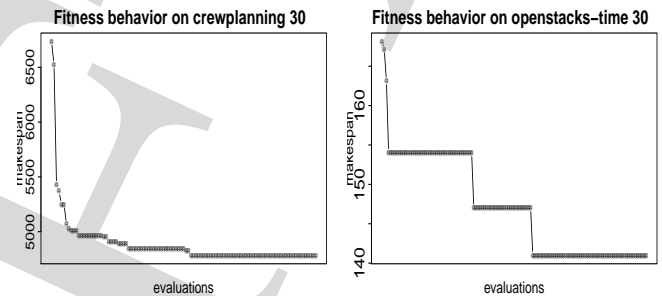 Fitness behavior on crewplanning 30
makespan
5000 5500 6000 6500
evaluations
Fitness behavior on openstacks−time 30
makespan
140 150 160
evaluations